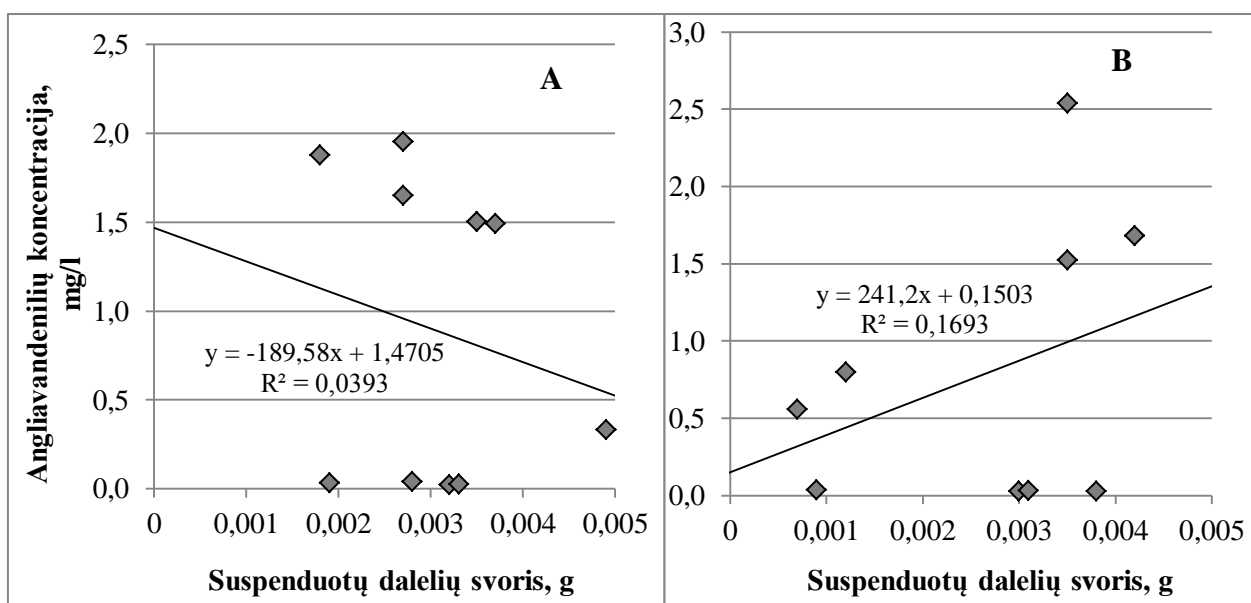 A
Angliavandenilių koncentracija,
mg/l
2,5
2,0
1,5
1,0
0,5
0,0
y = -189,58x + 1,4705
R² = 0,0393
0 0,001 0,002 0,003 0,004 0,005
Suspenduotų dalelių svoris, g
B
3,0
2,5
2,0
1,5
1,0
0,5
0,0
y = 241,2x + 0,1503
R² = 0,1693
0 0,001 0,002 0,003 0,004 0,005
Suspenduotų dalelių svoris, g